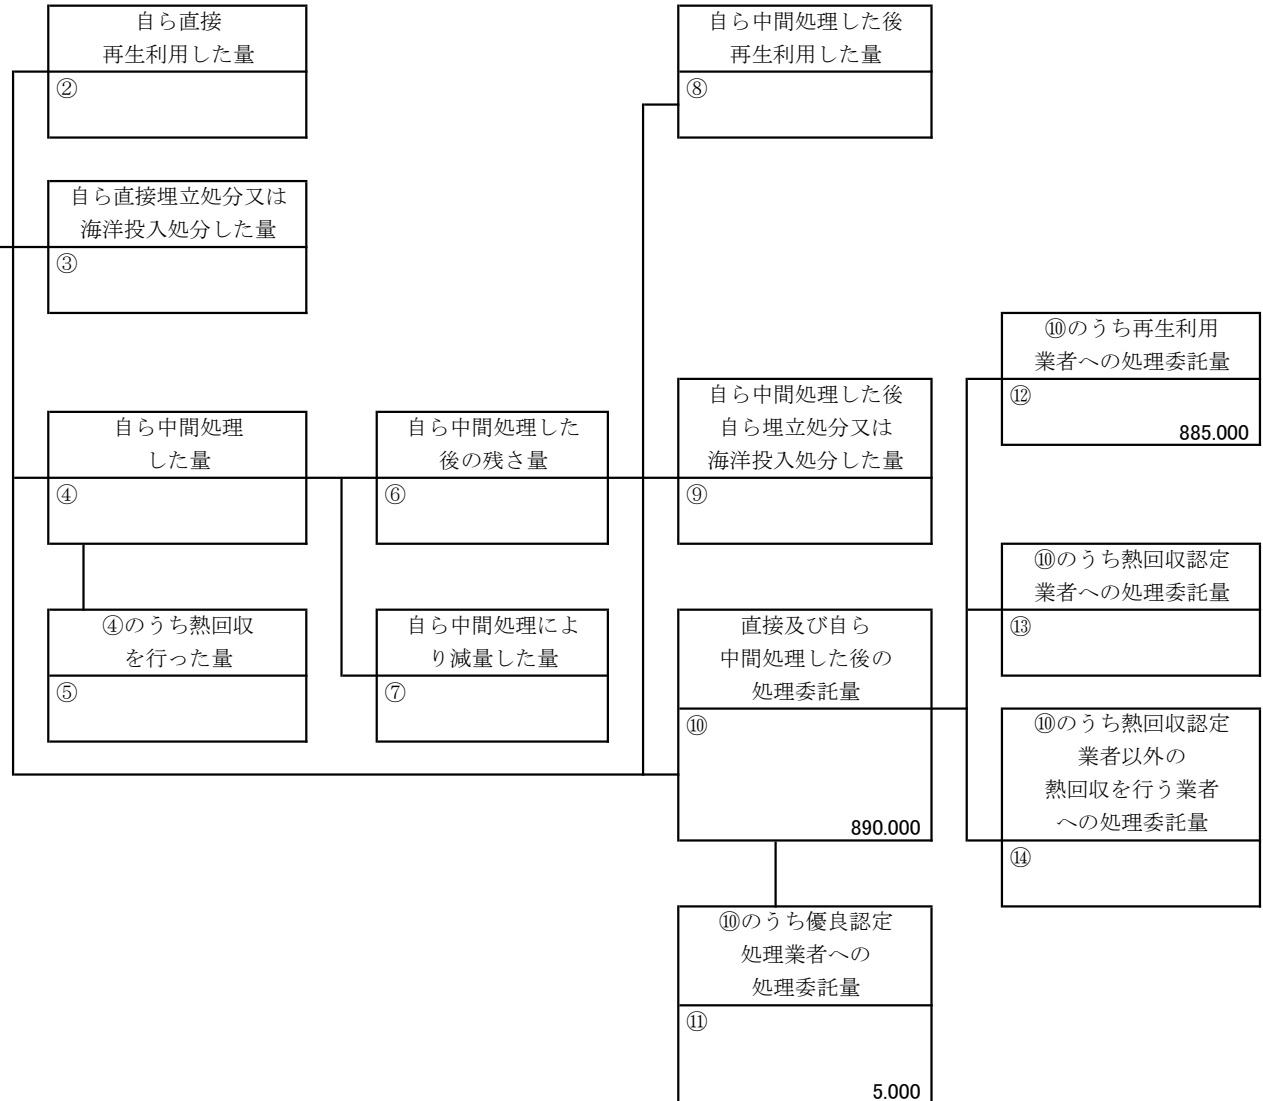 自ら直接
再生利用した量
②
自ら中間処理した後
再生利用した量
⑧
自ら直接埋立処分又は
海洋投入処分した量
③
⑩のうち再生利用
業者への処理委託量
⑫
885.000
自ら中間処理
した量
④
自ら中間処理した
後の残さ量
⑥
自ら中間処理した後
自ら埋立処分又は
海洋投入処分した量
⑨
⑩のうち熱回収認定
業者への処理委託量
⑬
④のうち熱回収
を行った量
⑤
自ら中間処理によ
り減量した量
⑦
直接及び自ら
中間処理した後の
処理委託量
⑩
890.000
⑩のうち熱回収認定
業者以外の
熱回収を行う業者
への処理委託量
⑭
⑩のうち優良認定
処理業者への
処理委託量
⑪
5.000